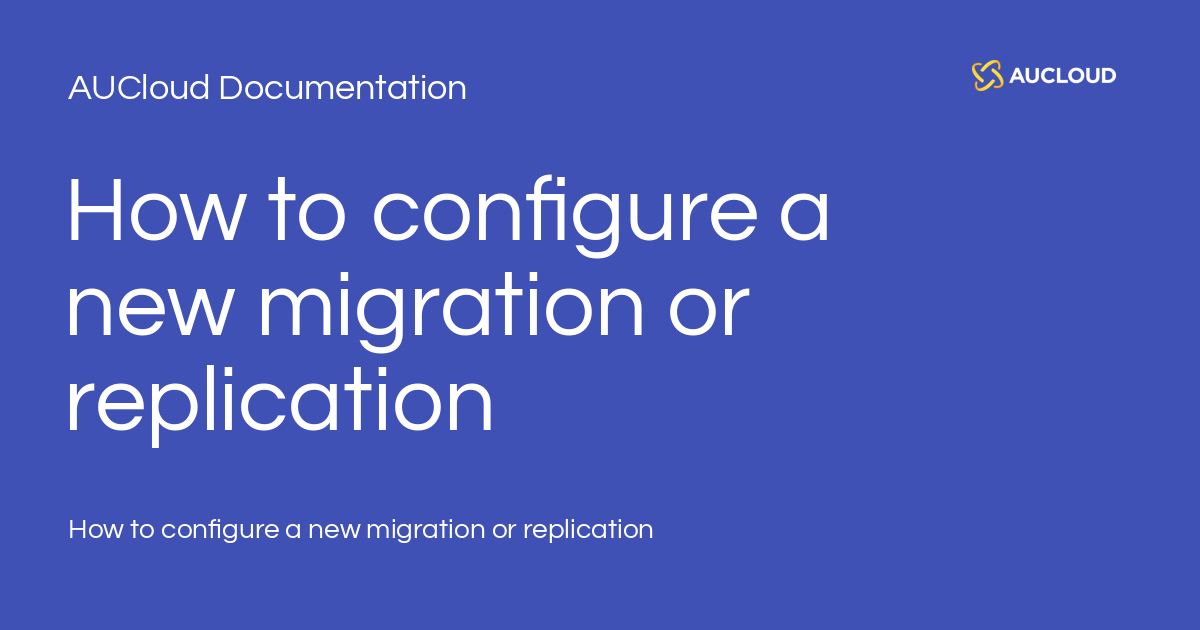 AUCloud Documentation
AUCLOUD
How to configure a
new migration or
replication
How to configure a new migration or replication